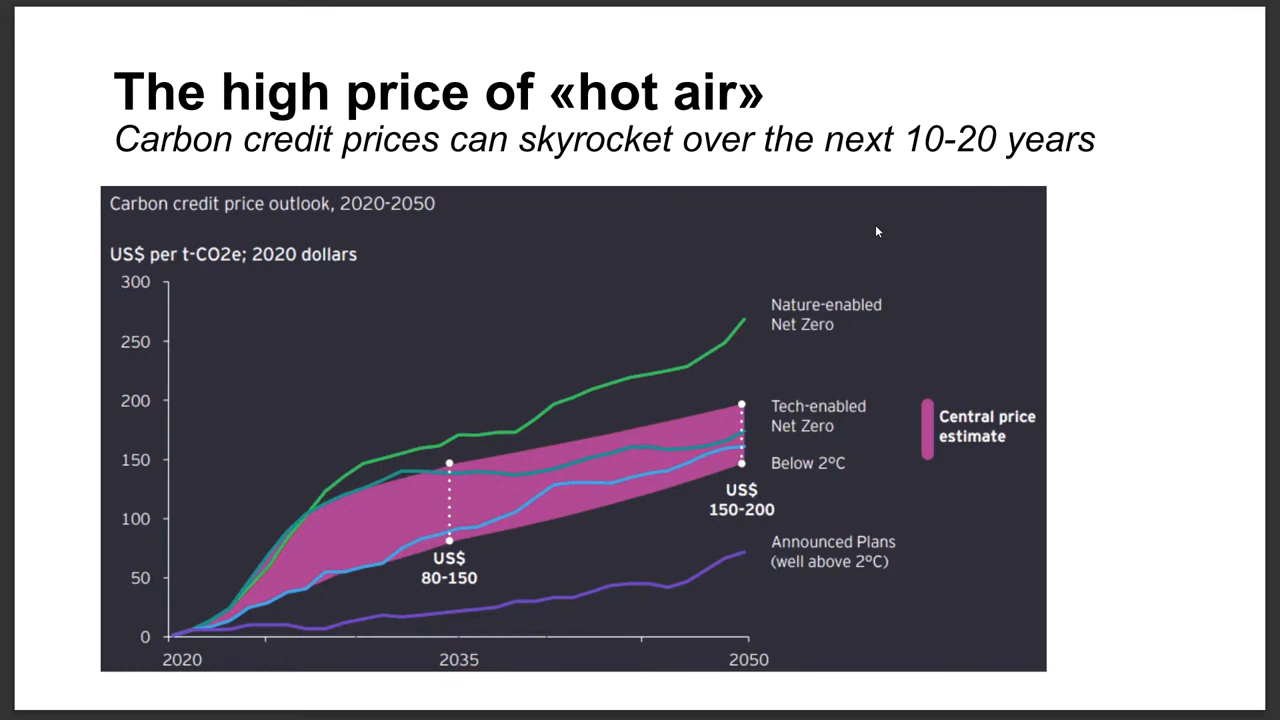 The high price of «hot air»
Carbon credit prices can skyrocket over the next 10-20 years
Carbon credit price outlook, 2020-2050
US$ per t-CO2e; 2020 dollars
300
250
200
150
100
50
0
2020
2035
2050
Nature-enabled
Net Zero
Tech-enabled
Net Zero
Below 2ºC
Announced Plans
(well above 2ºC)
US$
80-150
US$
150-200
Central price
estimate